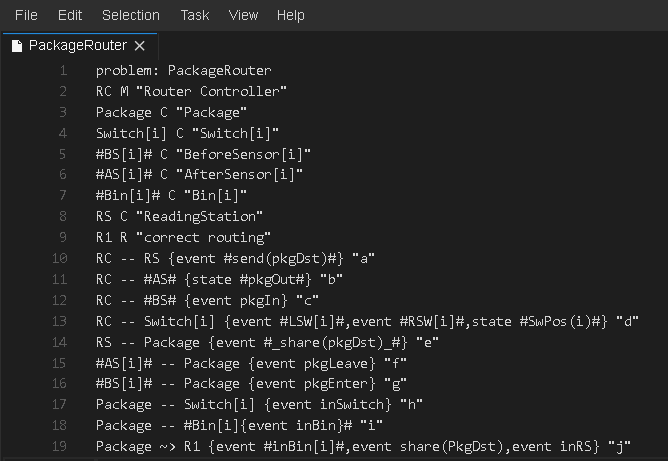 File Edit Selection Task View Help
PackageRouter ×
1 problem: PackageRouter
2 RC M "Router Controller"
3 Package C "Package"
4 Switch[i] C "Switch[i]"
5 #BS[i]# C "BeforeSensor[i]"
6 #AS[i]# C "AfterSensor[i]"
7 #Bin[i]# C "Bin[i]"
8 RS C "ReadingStation"
9 R1 R "correct routing"
10 RC -- RS {event #send(pkgDst)#} "a"
11 RC -- #AS# {state #pkgOut#} "b"
12 RC -- #BS# {event pkgIn} "c"
13 RC -- Switch[i] {event #LSW[i]#,event #RSW[i]#,state #SwPos(i)#} "d"
14 RS -- Package {event #_share(pkgDst)_#} "e"
15 #AS[i]# -- Package {event pkgLeave} "f"
16 #BS[i]# -- Package {event pkgEnter} "g"
17 Package -- Switch[i] {event inSwitch} "h"
18 Package -- #Bin[i]{event inBin}# "i"
19 Package ~> R1 {event #inBin[i]#,event share(PkgDst),event inRS} "j"